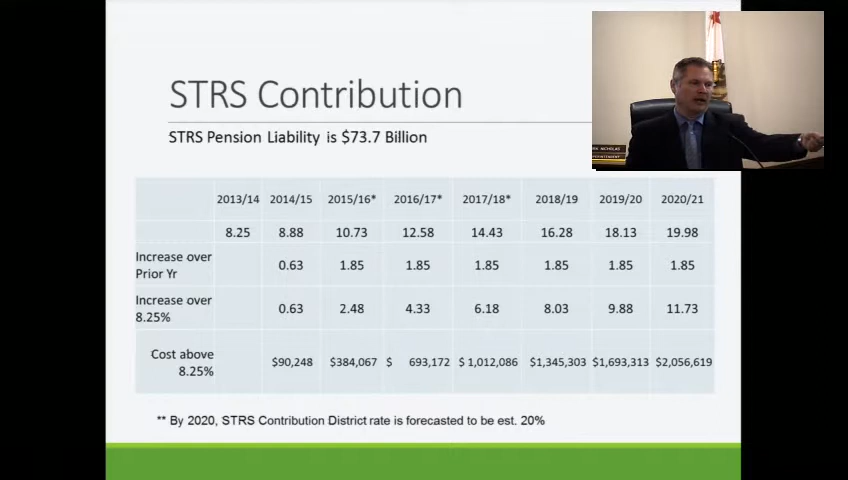 STRS Contribution
STRS Pension Liability is $73.7 Billion
2013/14 2014/15 2015/16* 2016/17* 2017/18* 2018/19 2019/20 2020/21
8.25 8.88 10.73 12.58 14.43 16.28 18.13 19.98
Increase over
Prior Yr 0.63 1.85 1.85 1.85 1.85 1.85 1.85
Increase over
8.25% 0.63 2.48 4.33 6.18 8.03 9.88 11.73
Cost above
8.25% $90,248 $384,067 $ 693,172 $ 1,012,086 $1,345,303 $1,693,313 $2,056,619
** By 2020, STRS Contribution District rate is forecasted to be est. 20%
NICHOLAS